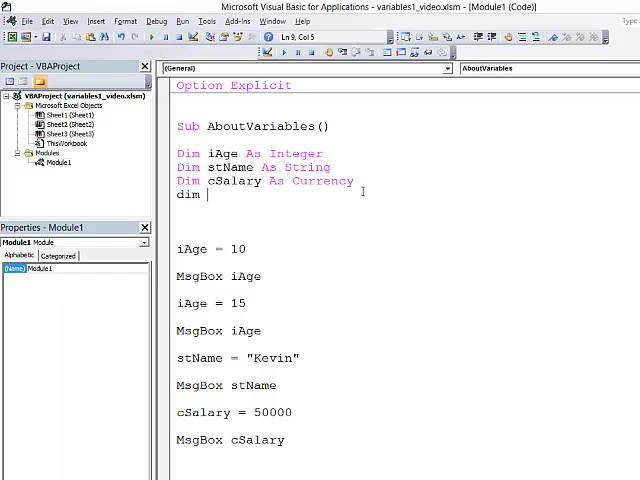 Microsoft Visual Basic for Applications - variables1_video.xlsm - [Module1 (Code)]
File Edit View Insert Format Debug Run Tools Add-Ins Window Help
Type a
Ln 9, Col 5
Project - VBAProject
VBAProject (variables1_video.xlsm)
Microsoft Excel Objects
Sheet1 (Sheet1)
Sheet2 (Sheet2)
Sheet3 (Sheet3)
ThisWorkbook
Modules
Module1
Properties - Module1
Module1 Module
Alphabetic Categorized
(Name) Module1
(General)
AboutVariables
Option Explicit
Sub AboutVariables()
Dim iAge As Integer
Dim stName As String
Dim cSalary As Currency
dim
iAge = 10
MsgBox iAge
iAge = 15
MsgBox iAge
stName = "Kevin"
MsgBox stName
cSalary = 50000
MsgBox cSalary